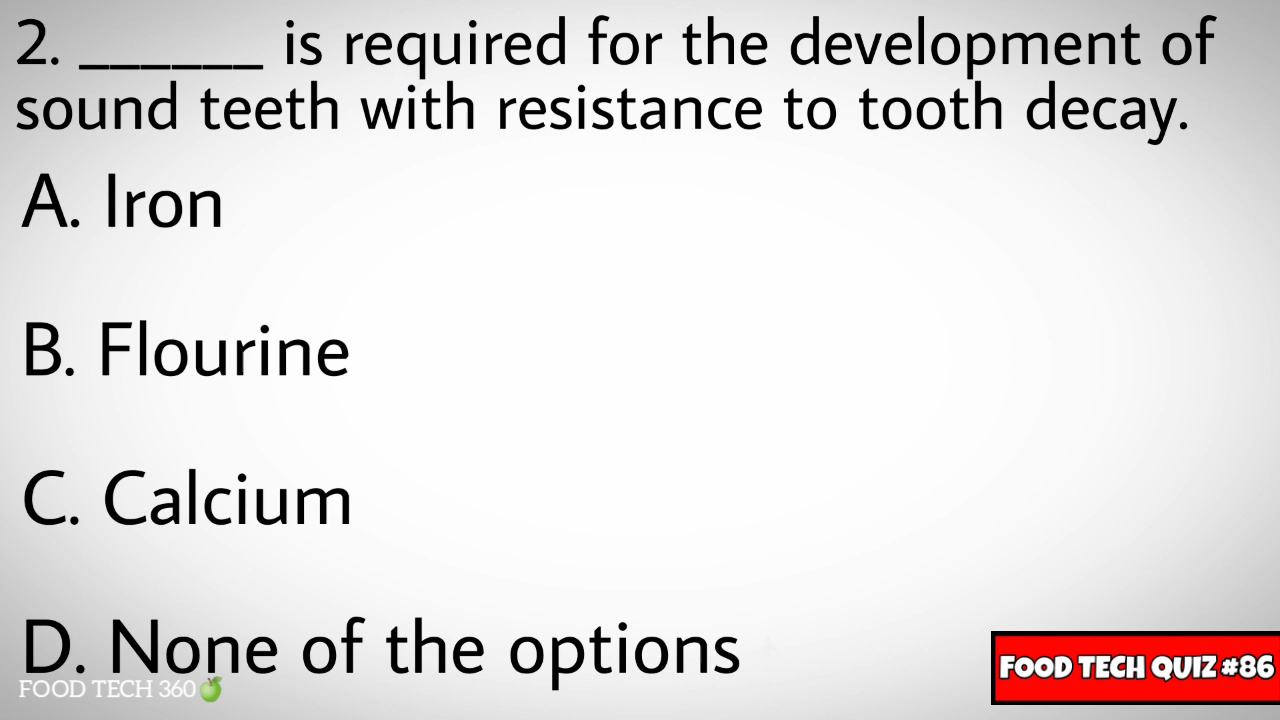 2. ______ is required for the development of
sound teeth with resistance to tooth decay.
A. Iron
B. Flourine
C. Calcium
D. None of the options
FOOD TECH 360🍏
FOOD TECH QUIZ #86